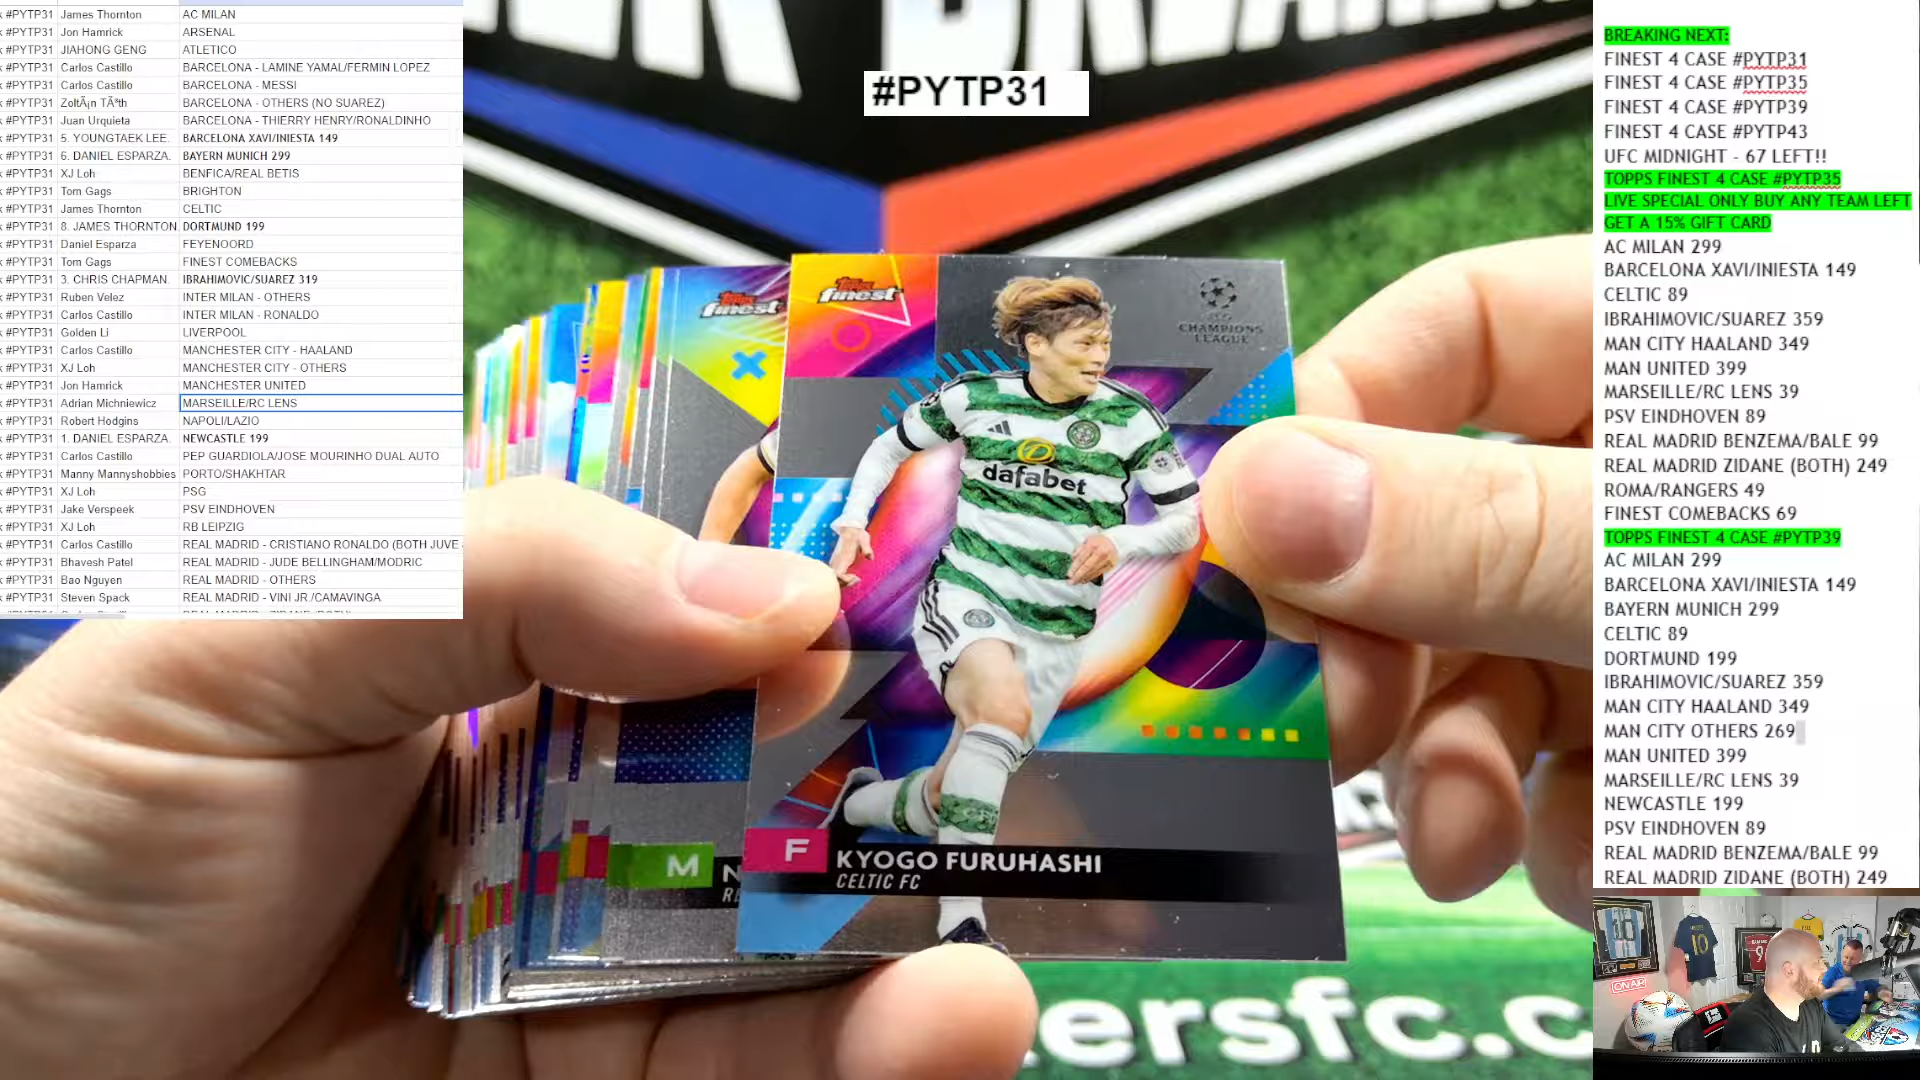 #PYTP31 James Thornton AC MILAN
#PYTP31 Jon Hamrick ARSENAL
#PYTP31 JIAHONG GENG ATLETICO
#PYTP31 Carlos Castillo BARCELONA - LAMINE YAMAL/FERMIN LOPEZ
#PYTP31 Carlos Castillo BARCELONA - MESSI
#PYTP31 ZoltÃ¡n TÃ³th BARCELONA - OTHERS (NO SUAREZ)
#PYTP31 Juan Urquieta BARCELONA - THIERRY HENRY/RONALDINHO
#PYTP31 5. YOUNGTAEK LEE. BARCELONA XAVI/INIESTA 149
#PYTP31 6. DANIEL ESPARZA. BAYERN MUNICH 299
#PYTP31 XJ Loh BENFICA/REAL BETIS
#PYTP31 Tom Gags BRIGHTON
#PYTP31 James Thornton CELTIC
#PYTP31 8. JAMES THORNTON. DORTMUND 199
#PYTP31 Daniel Esparza FEYENOORD
#PYTP31 Tom Gags FINEST COMEBACKS
#PYTP31 3. CHRIS CHAPMAN. IBRAHIMOVIC/SUAREZ 319
#PYTP31 Ruben Velez INTER MILAN - OTHERS
#PYTP31 Carlos Castillo INTER MILAN - RONALDO
#PYTP31 Golden Li LIVERPOOL
#PYTP31 Carlos Castillo MANCHESTER CITY - HAALAND
#PYTP31 XJ Loh MANCHESTER CITY - OTHERS
#PYTP31 Jon Hamrick MANCHESTER UNITED
#PYTP31 Adrian Michniewicz MARSEILLE/RC LENS
#PYTP31 Robert Hodgins NAPOLI/LAZIO
#PYTP31 1. DANIEL ESPARZA. NEWCASTLE 199
#PYTP31 Carlos Castillo PEP GUARDIOLA/JOSE MOURINHO DUAL AUTO
#PYTP31 Manny Mannyshobbies PORTO/SHAKHTAR
#PYTP31 XJ Loh PSG
#PYTP31 Jake Verspeek PSV EINDHOVEN
#PYTP31 XJ Loh RB LEIPZIG
#PYTP31 Carlos Castillo REAL MADRID - CRISTIANO RONALDO (BOTH JUVE
#PYTP31 Bhavesh Patel REAL MADRID - JUDE BELLINGHAM/MODRIC
#PYTP31 Bao Nguyen REAL MADRID - OTHERS
#PYTP31 Steven Spack REAL MADRID - VINI JR./CAMAVINGA
#PYTP31
Topps finest
Topps finest
CHAMPIONS
LEAGUE
dafabet
F KYOGO FURUHASHI
CELTIC FC
M
ersfc.c
BREAKING NEXT:
FINEST 4 CASE #PYTP31
FINEST 4 CASE #PYTP35
FINEST 4 CASE #PYTP39
FINEST 4 CASE #PYTP43
UFC MIDNIGHT - 67 LEFT!!
TOPPS FINEST 4 CASE #PYTP35
LIVE SPECIAL ONLY BUY ANY TEAM LEFT
GET A 15% GIFT CARD
AC MILAN 299
BARCELONA XAVI/INIESTA 149
CELTIC 89
IBRAHIMOVIC/SUAREZ 359
MAN CITY HAALAND 349
MAN UNITED 399
MARSEILLE/RC LENS 39
PSV EINDHOVEN 89
REAL MADRID BENZEMA/BALE 99
REAL MADRID ZIDANE (BOTH) 249
ROMA/RANGERS 49
FINEST COMEBACKS 69
TOPPS FINEST 4 CASE #PYTP39
AC MILAN 299
BARCELONA XAVI/INIESTA 149
BAYERN MUNICH 299
CELTIC 89
DORTMUND 199
IBRAHIMOVIC/SUAREZ 359
MAN CITY HAALAND 349
MAN CITY OTHERS 269
MAN UNITED 399
MARSEILLE/RC LENS 39
NEWCASTLE 199
PSV EINDHOVEN 89
REAL MADRID BENZEMA/BALE 99
REAL MADRID ZIDANE (BOTH) 249
ON AIR
10
9